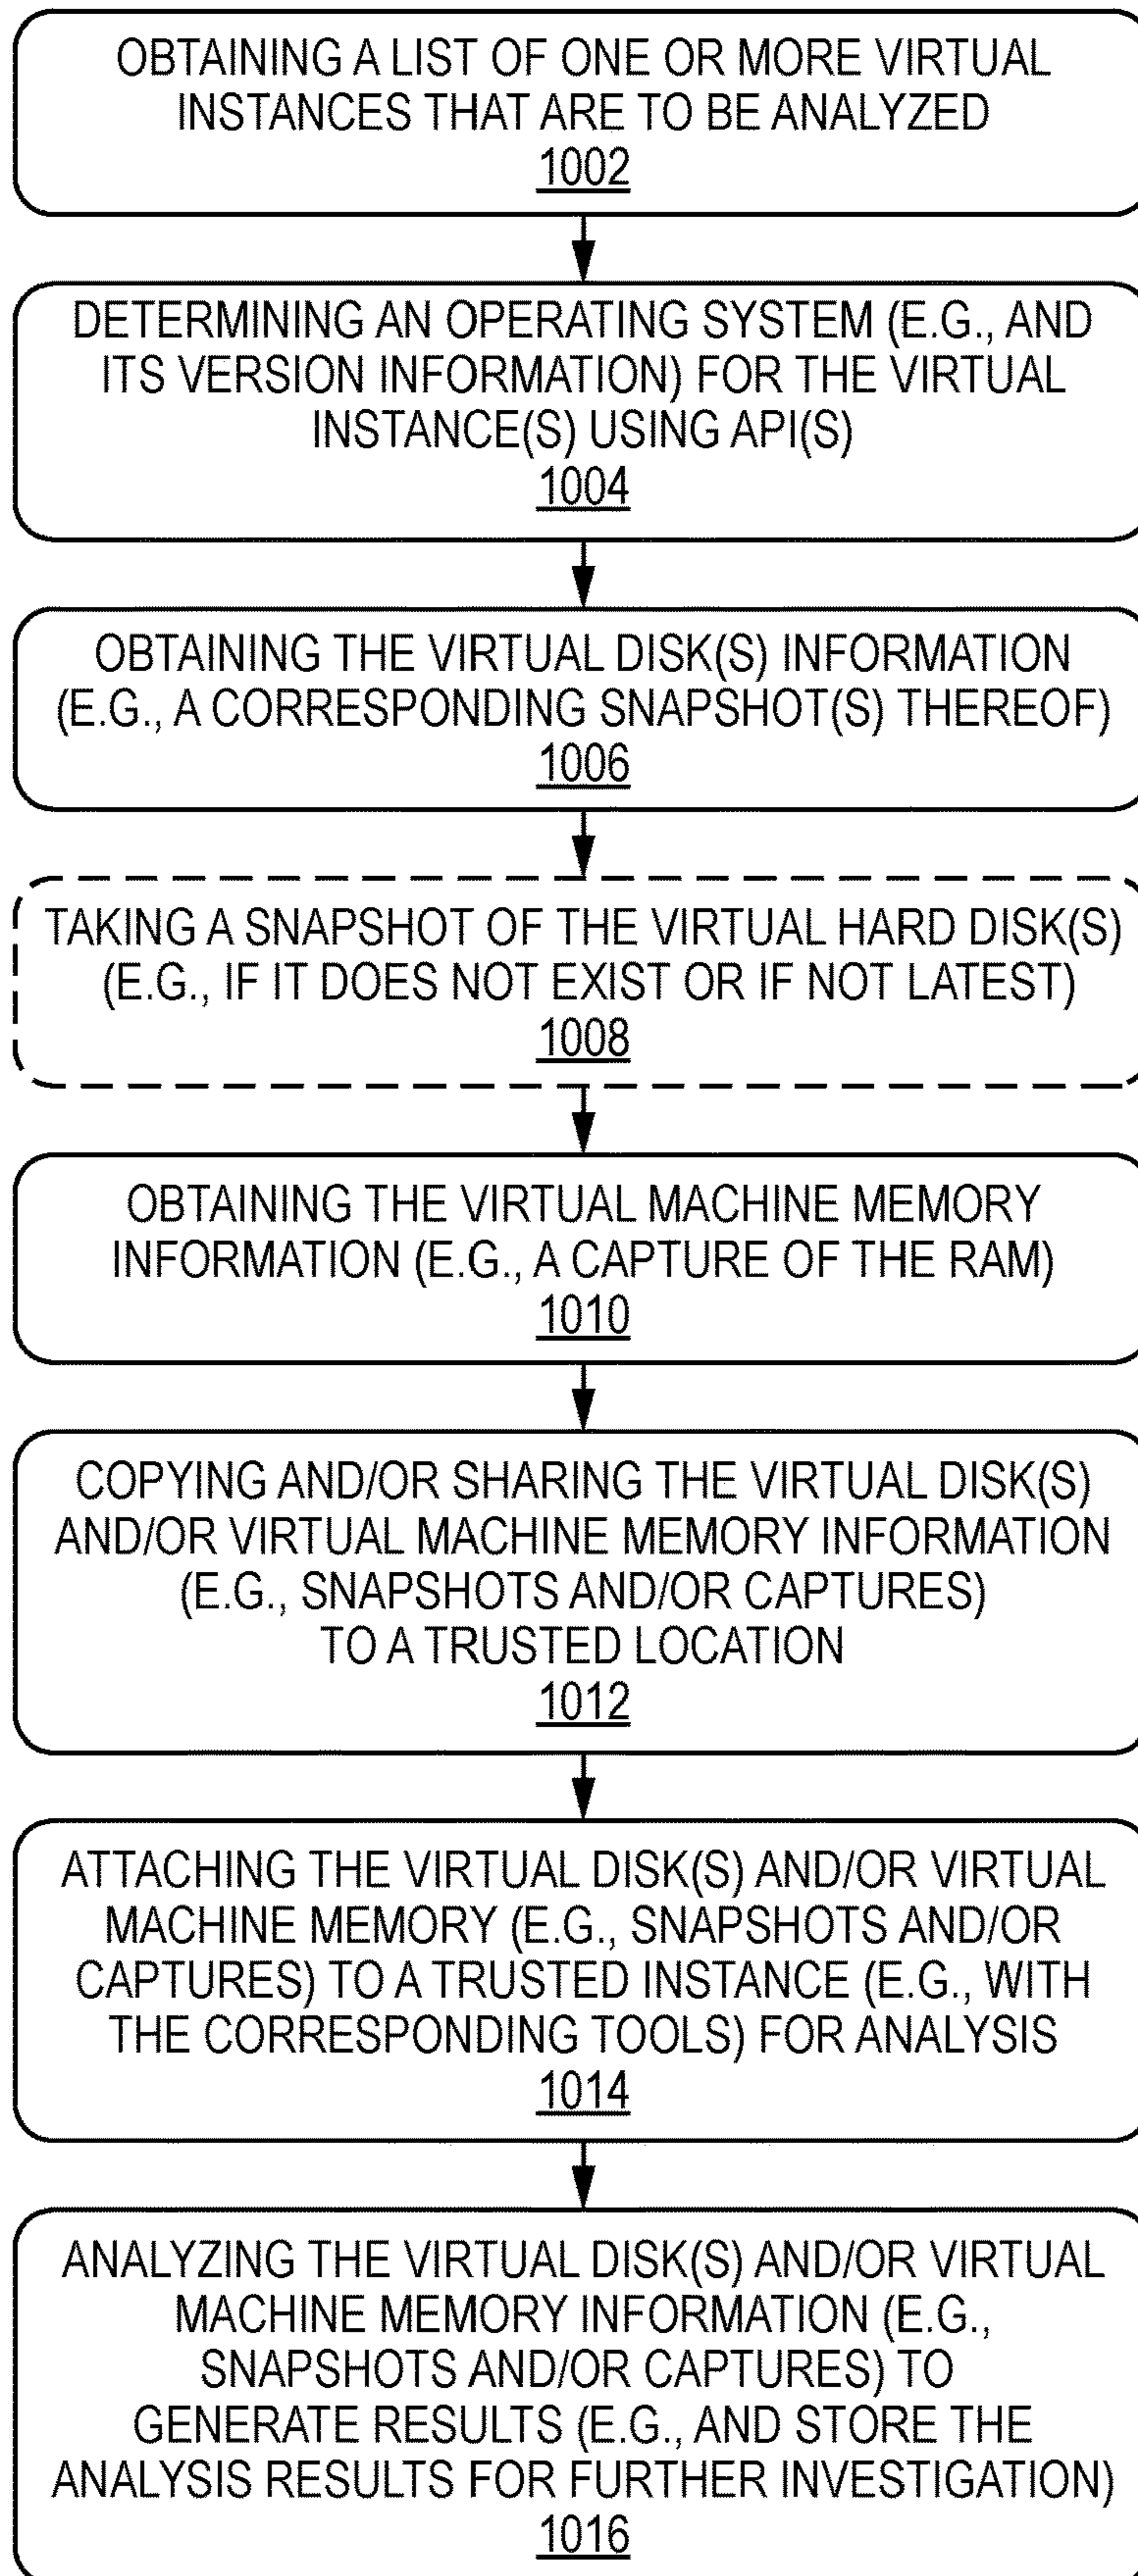 OBTAINING A LIST OF ONE OR MORE VIRTUAL
INSTANCES THAT ARE TO BE ANALYZED
1002
DETERMINING AN OPERATING SYSTEM (E.G., AND
ITS VERSION INFORMATION) FOR THE VIRTUAL
INSTANCE(S) USING API(S)
1004
OBTAINING THE VIRTUAL DISK(S) INFORMATION
(E.G., A CORRESPONDING SNAPSHOT(S) THEREOF)
1006
TAKING A SNAPSHOT OF THE VIRTUAL HARD DISK(S)
(E.G., IF IT DOES NOT EXIST OR IF NOT LATEST)
1008
OBTAINING THE VIRTUAL MACHINE MEMORY
INFORMATION (E.G., A CAPTURE OF THE RAM)
1010
COPYING AND/OR SHARING THE VIRTUAL DISK(S)
AND/OR VIRTUAL MACHINE MEMORY INFORMATION
(E.G., SNAPSHOTS AND/OR CAPTURES)
TO A TRUSTED LOCATION
1012
ATTACHING THE VIRTUAL DISK(S) AND/OR VIRTUAL
MACHINE MEMORY (E.G., SNAPSHOTS AND/OR
CAPTURES) TO A TRUSTED INSTANCE (E.G., WITH
THE CORRESPONDING TOOLS) FOR ANALYSIS
1014
ANALYZING THE VIRTUAL DISK(S) AND/OR VIRTUAL
MACHINE MEMORY INFORMATION (E.G.,
SNAPSHOTS AND/OR CAPTURES) TO
GENERATE RESULTS (E.G., AND STORE THE
ANALYSIS RESULTS FOR FURTHER INVESTIGATION)
1016